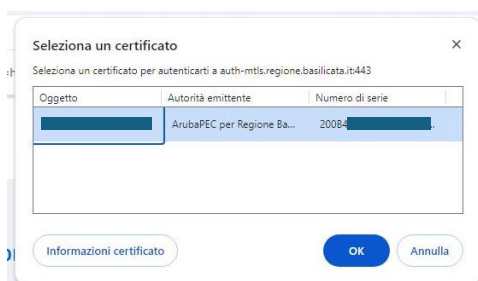 Seleziona un certificato
Seleziona un certificato per autenticarti a auth-mtls.regione.basilicata.it:443
Oggetto Autorità emittente Numero di serie
ArubaPEC per Regione Ba... 200B4
Informazioni certificato OK Annulla